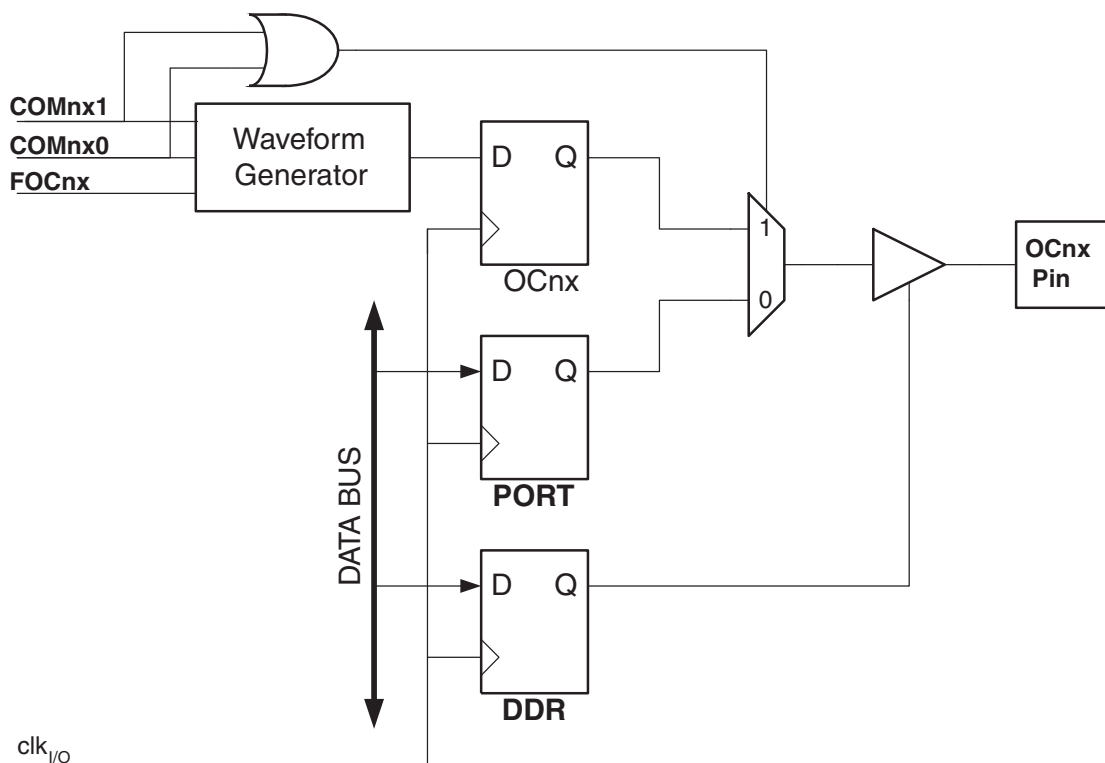 COMnx1
COMnx0
FOCnx
Waveform
Generator
D Q
OCnx
1
0
OCnx
Pin
D Q
PORT
DATA BUS
D Q
DDR
clkI/O